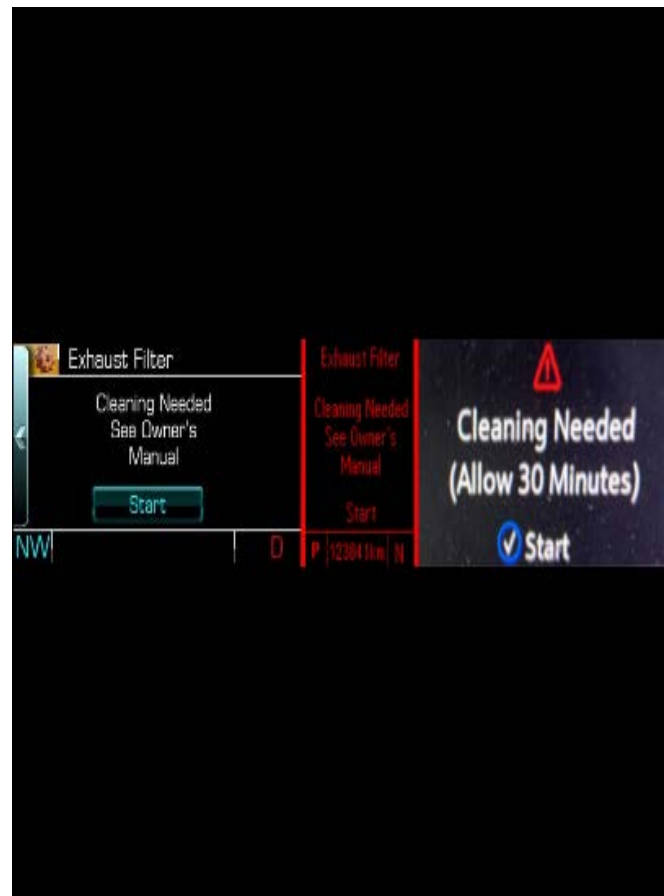 Exhaust Filter
Cleaning Needed
See Owner's
Manual
Start
NW
D
Exhaust Filter
Cleaning Needed
See Owner's
Manual
Start
P 123841km N
Cleaning Needed
(Allow 30 Minutes)
Start